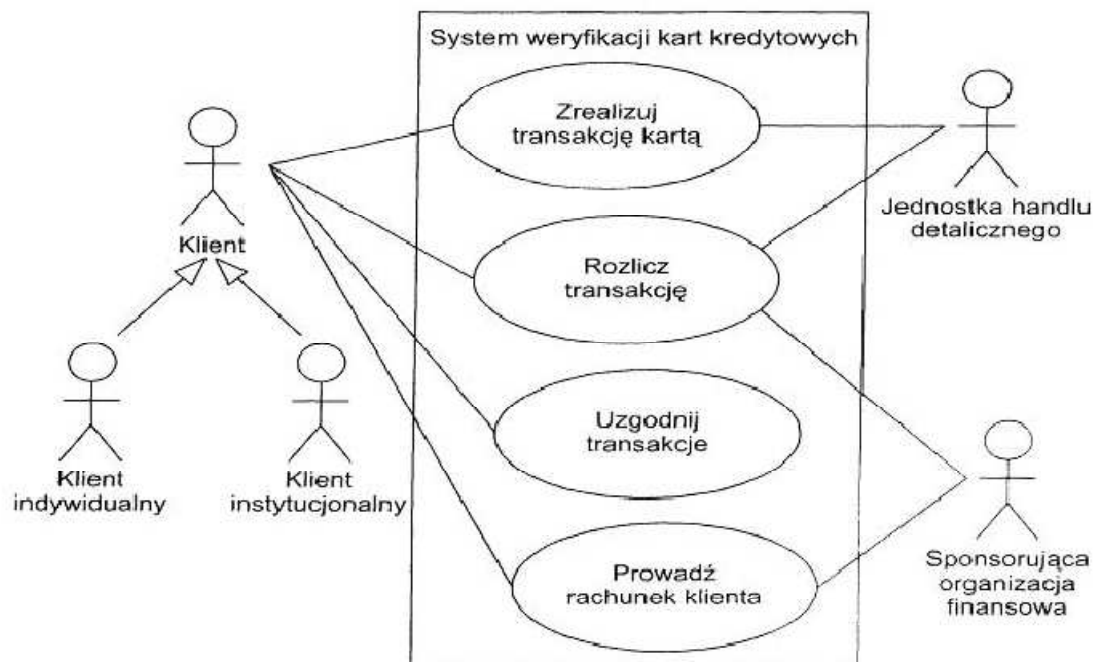 System weryfikacji kart kredytowych
Zrealizuj
transakcję kartą
Jednostka handlu
detalicznego
Klient
Rozlicz
transakcję
Klient
indywidualny
Klient
instytucjonalny
Uzgodnij
transakcje
Prowadź
rachunek klienta
Sponsorująca
organizacja
finansowa